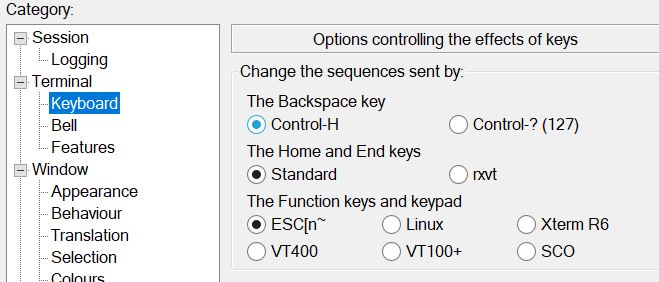 Category:
Session
Logging
Terminal
Keyboard
Bell
Features
Window
Appearance
Behaviour
Translation
Selection
Colours
Options controlling the effects of keys
Change the sequences sent by:
The Backspace key
Control-H Control-? (127)
The Home and End keys
Standard rxvt
The Function keys and keypad
ESC[n~ Linux Xterm R6
VT400 VT100+ SCO